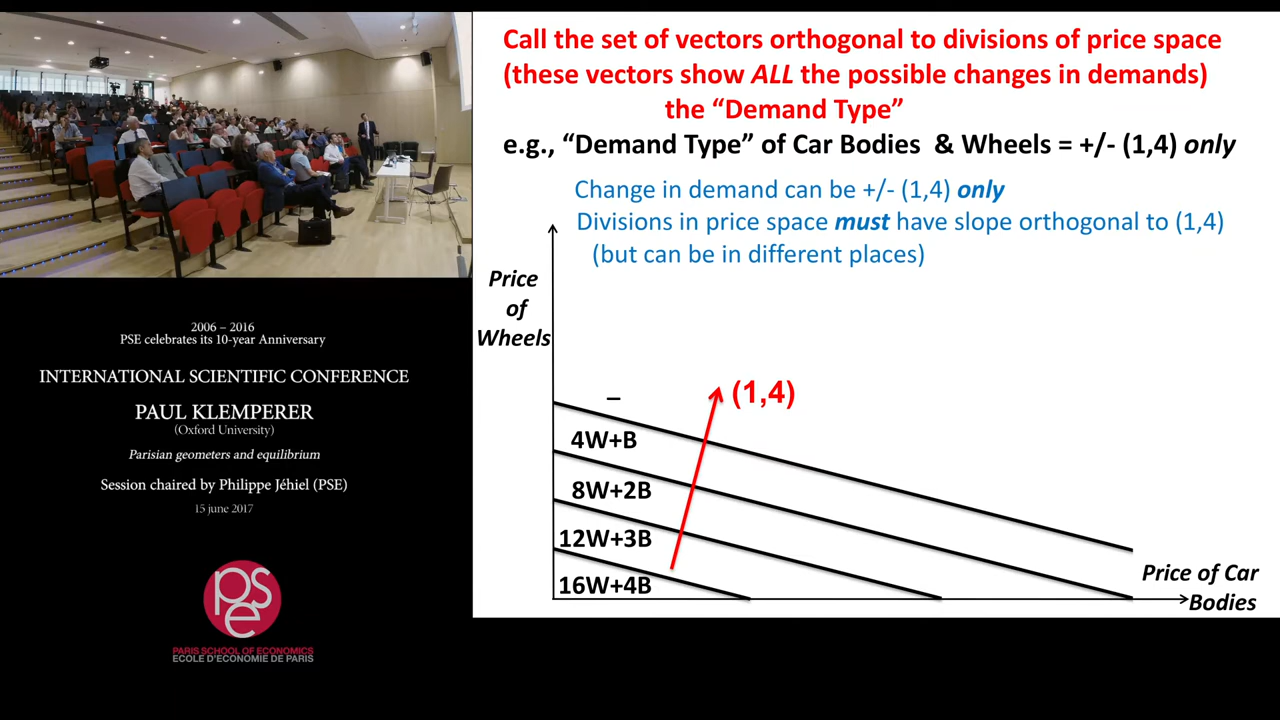 Call the set of vectors orthogonal to divisions of price space
(these vectors show ALL the possible changes in demands)
the “Demand Type”
e.g., “Demand Type” of Car Bodies & Wheels = +/- (1,4) only
Change in demand can be +/- (1,4) only
Divisions in price space must have slope orthogonal to (1,4)
(but can be in different places)
Price
of
Wheels
–
(1,4)
4W+B
8W+2B
12W+3B
16W+4B
Price of Car
Bodies
2006 – 2016
PSE celebrates its 10-year Anniversary
INTERNATIONAL SCIENTIFIC CONFERENCE
PAUL KLEMPERER
(Oxford University)
Parisian geometers and equilibrium
Session chaired by Philippe Jéhiel (PSE)
15 june 2017
pse
PARIS SCHOOL OF ECONOMICS
ECOLE D'ECONOMIE DE PARIS